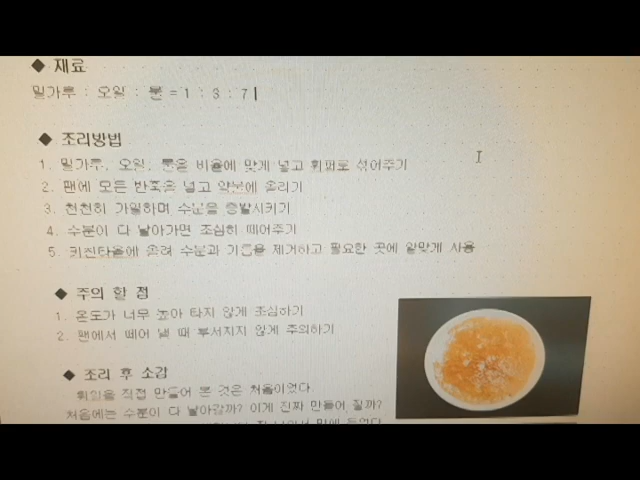 ◆ 재료
밀가루 : 오일 : 물 = 1 : 3 : 7
◆ 조리방법
1. 밀가루, 오일, 물을 비율에 맞게 넣고 휘퍼로 섞어주기
2. 팬에 모든 반죽을 넣고 약불에 올리기
3. 천천히 가열하며 수분을 증발시키기
4. 수분이 다 날아가면 조심히 떼어주기
5. 키친타올에 올려 수분과 기름을 제거하고 필요한 곳에 알맞게 사용
◆ 주의 할 점
1. 온도가 너무 높아 타지 않게 조심하기
2. 팬에서 떼어 낼 때 부서지지 않게 주의하기
◆ 조리 후 소감
튀일을 직접 만들어 본 것은 처음이었다.
처음에는 수분이 다 날아갈까? 이게 진짜 만들어 질까?